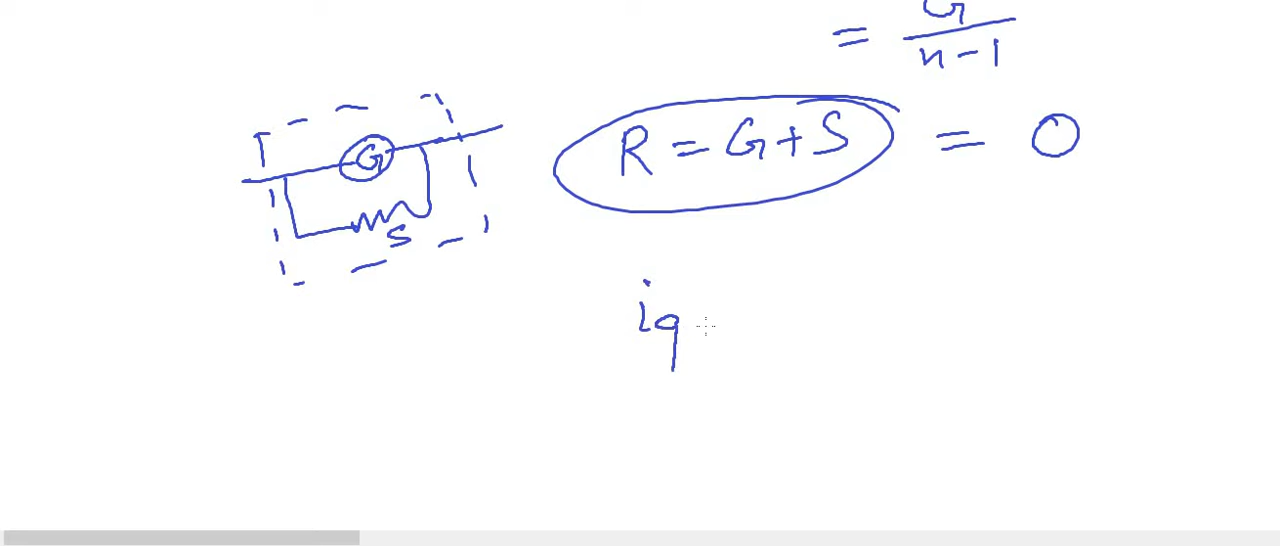 = G / n - 1
G
R = G + S = 0
S
ig